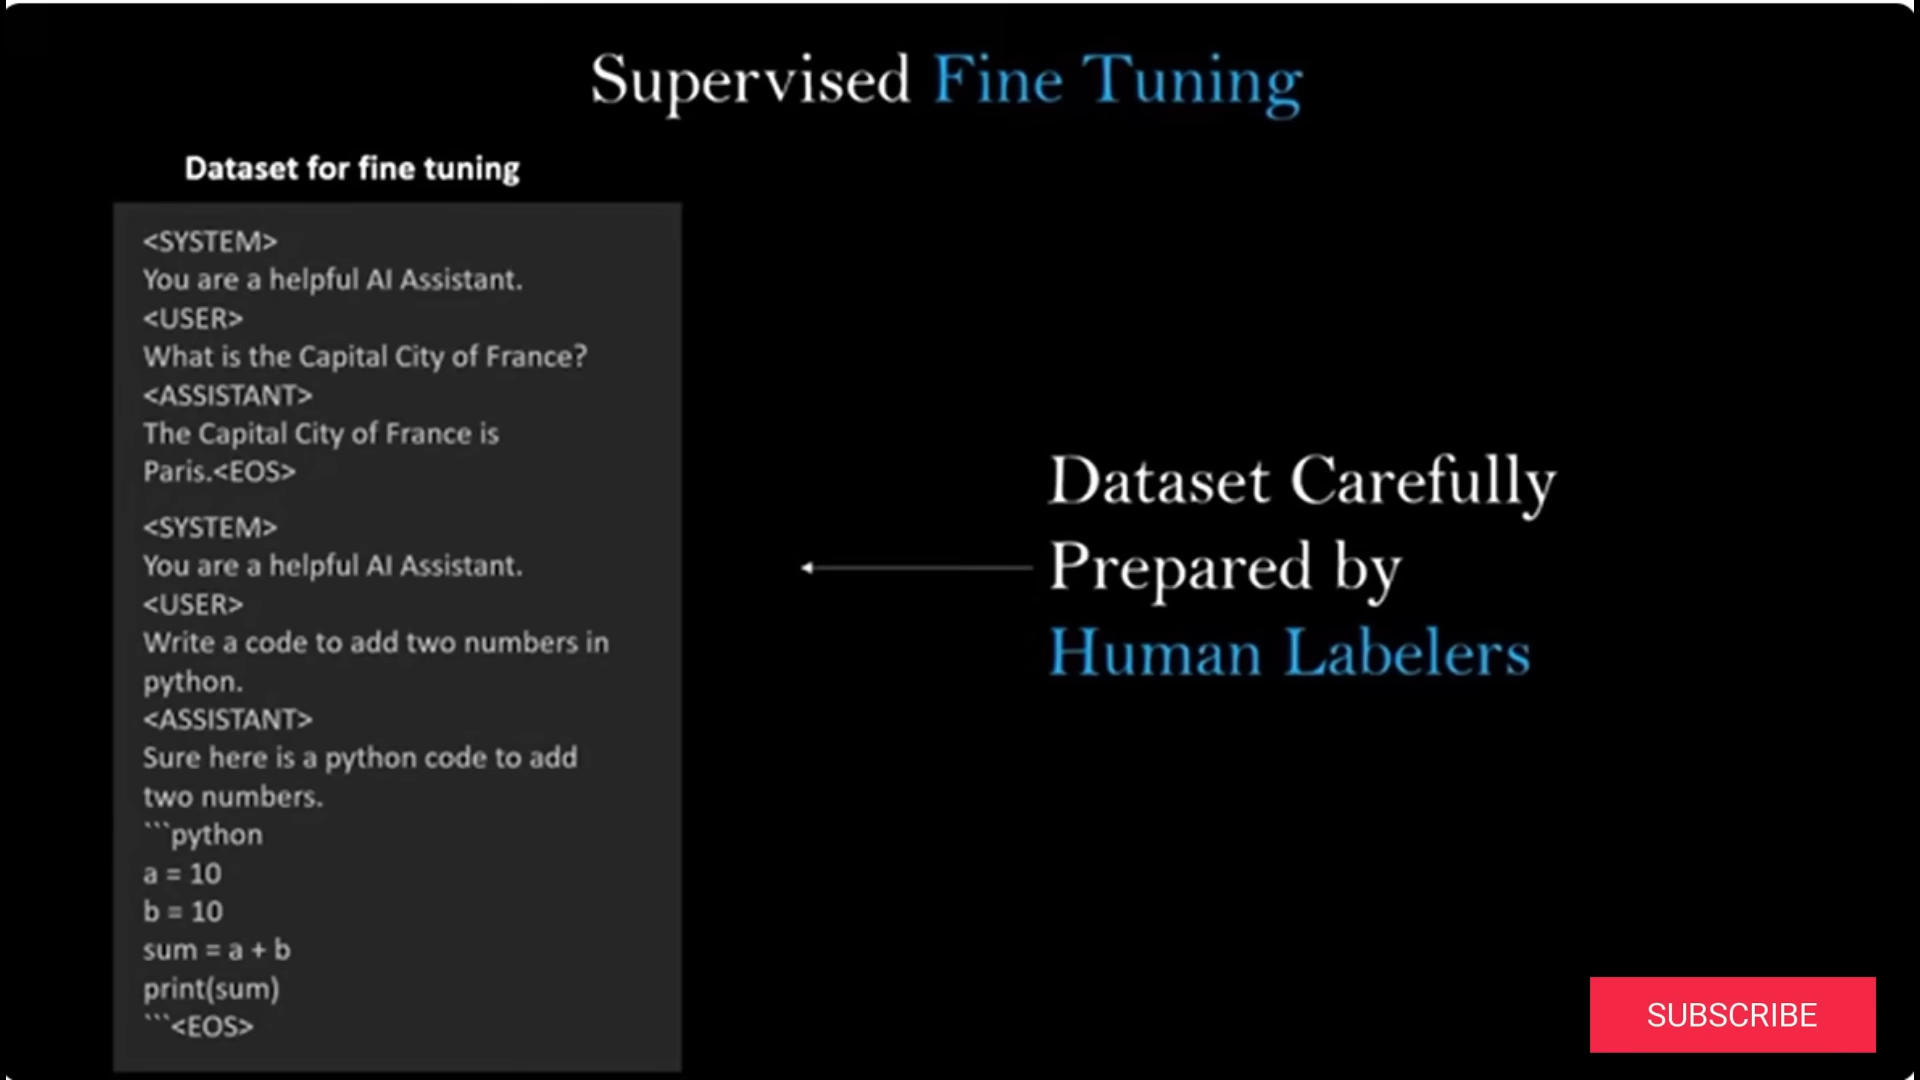 Supervised Fine Tuning
Dataset for fine tuning
<SYSTEM>
You are a helpful AI Assistant.
<USER>
What is the Capital City of France?
<ASSISTANT>
The Capital City of France is
Paris.<EOS>
<SYSTEM>
You are a helpful AI Assistant.
<USER>
Write a code to add two numbers in
python.
<ASSISTANT>
Sure here is a python code to add
two numbers.
```python
a = 10
b = 10
sum = a + b
print(sum)
```<EOS>
Dataset Carefully
Prepared by
Human Labelers
SUBSCRIBE